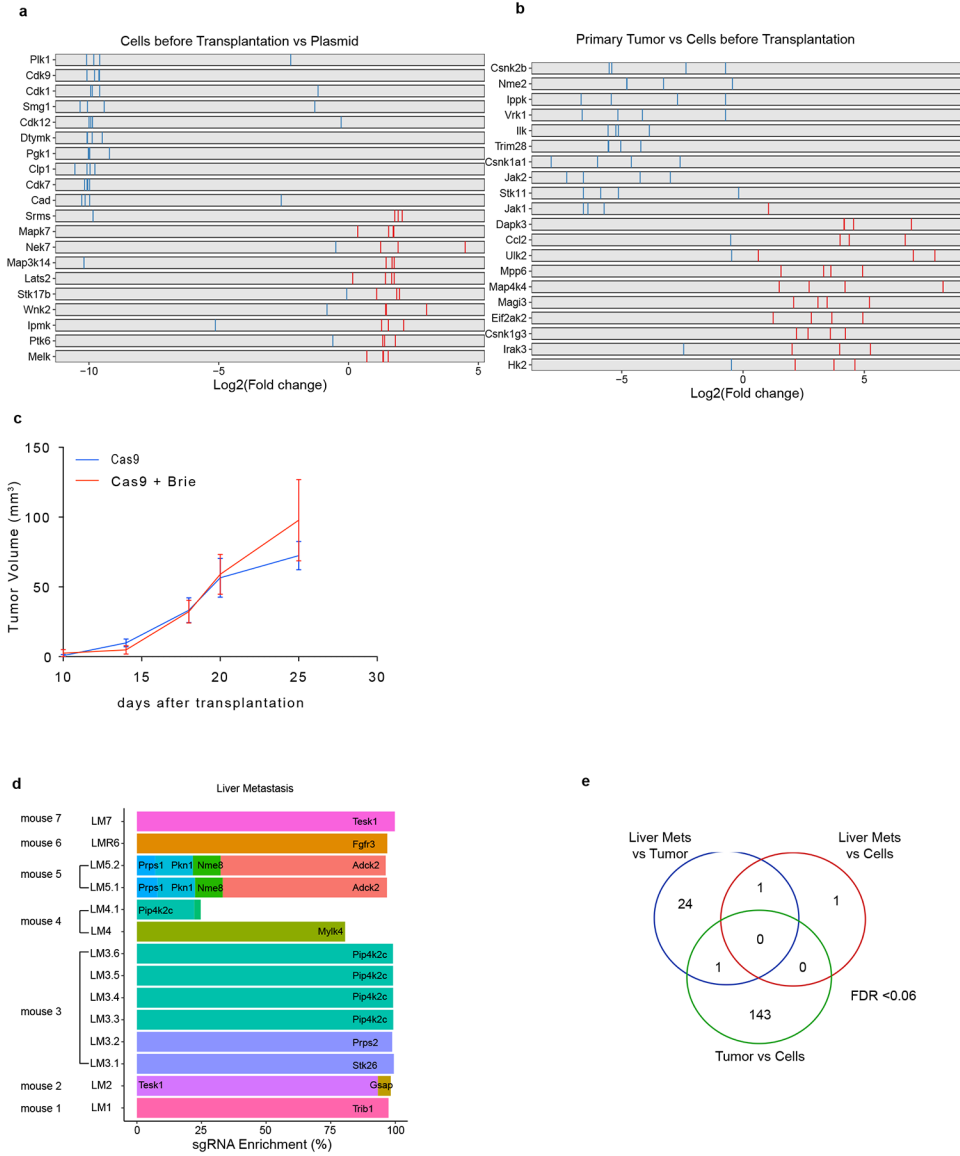 a
Cells before Transplantation vs Plasmid
Plk1
Cdk9
Cdk1
Smg1
Cdk12
Dtymk
Pgk1
Clp1
Cdk7
Cad
Srms
Mapk7
Nek7
Map3k14
Lats2
Stk17b
Wnk2
Ipmk
Ptk6
Melk
−10 −5 0 5
Log2(Fold change)
b
Primary Tumor vs Cells before Transplantation
Csnk2b
Nme2
Ippk
Vrk1
Ilk
Trim28
Csnk1a1
Jak2
Stk11
Jak1
Dapk3
Ccl2
Ulk2
Mpp6
Map4k4
Magi3
Eif2ak2
Csnk1g3
Irak3
Hk2
−5 0 5
Log2(Fold change)
c
Cas9
Cas9 + Brie
Tumor Volume (mm³)
150
100
50
0
10 15 20 25 30
days after transplantation
d
Liver Metastasis
mouse 7 LM7 Tesk1
mouse 6 LMR6 Fgfr3
mouse 5
LM5.2 Prps1 Pkn1 Nme8 Adck2
LM5.1 Prps1 Pkn1 Nme8 Adck2
mouse 4
LM4.1 Pip4k2c
LM4 Mylk4
mouse 3
LM3.6 Pip4k2c
LM3.5 Pip4k2c
LM3.4 Pip4k2c
LM3.3 Pip4k2c
LM3.2 Prps2
LM3.1 Stk26
mouse 2 LM2 Tesk1 Gsap
mouse 1 LM1 Trib1
0 25 50 75 100
sgRNA Enrichment (%)
e
Liver Mets
vs Tumor
Liver Mets
vs Cells
24 1 1
0
1 0
143
FDR <0.06
Tumor vs Cells